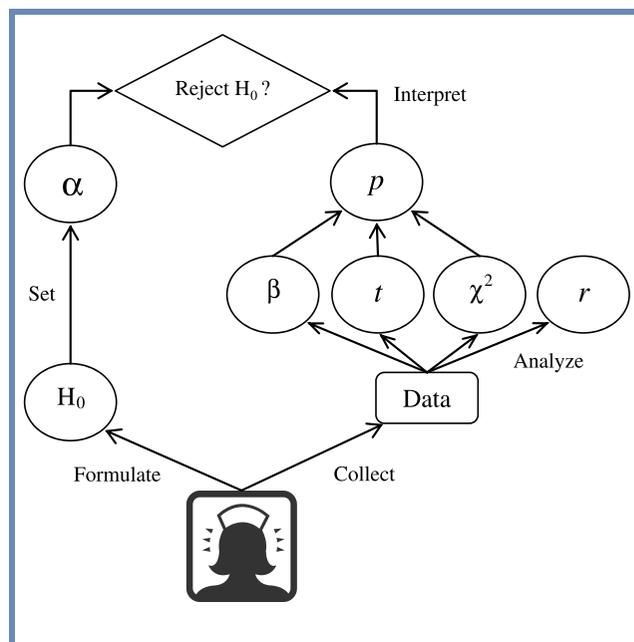 Reject H₀ ?
Interpret
α
p
β
t
χ²
r
Set
Analyze
H₀
Data
Formulate
Collect